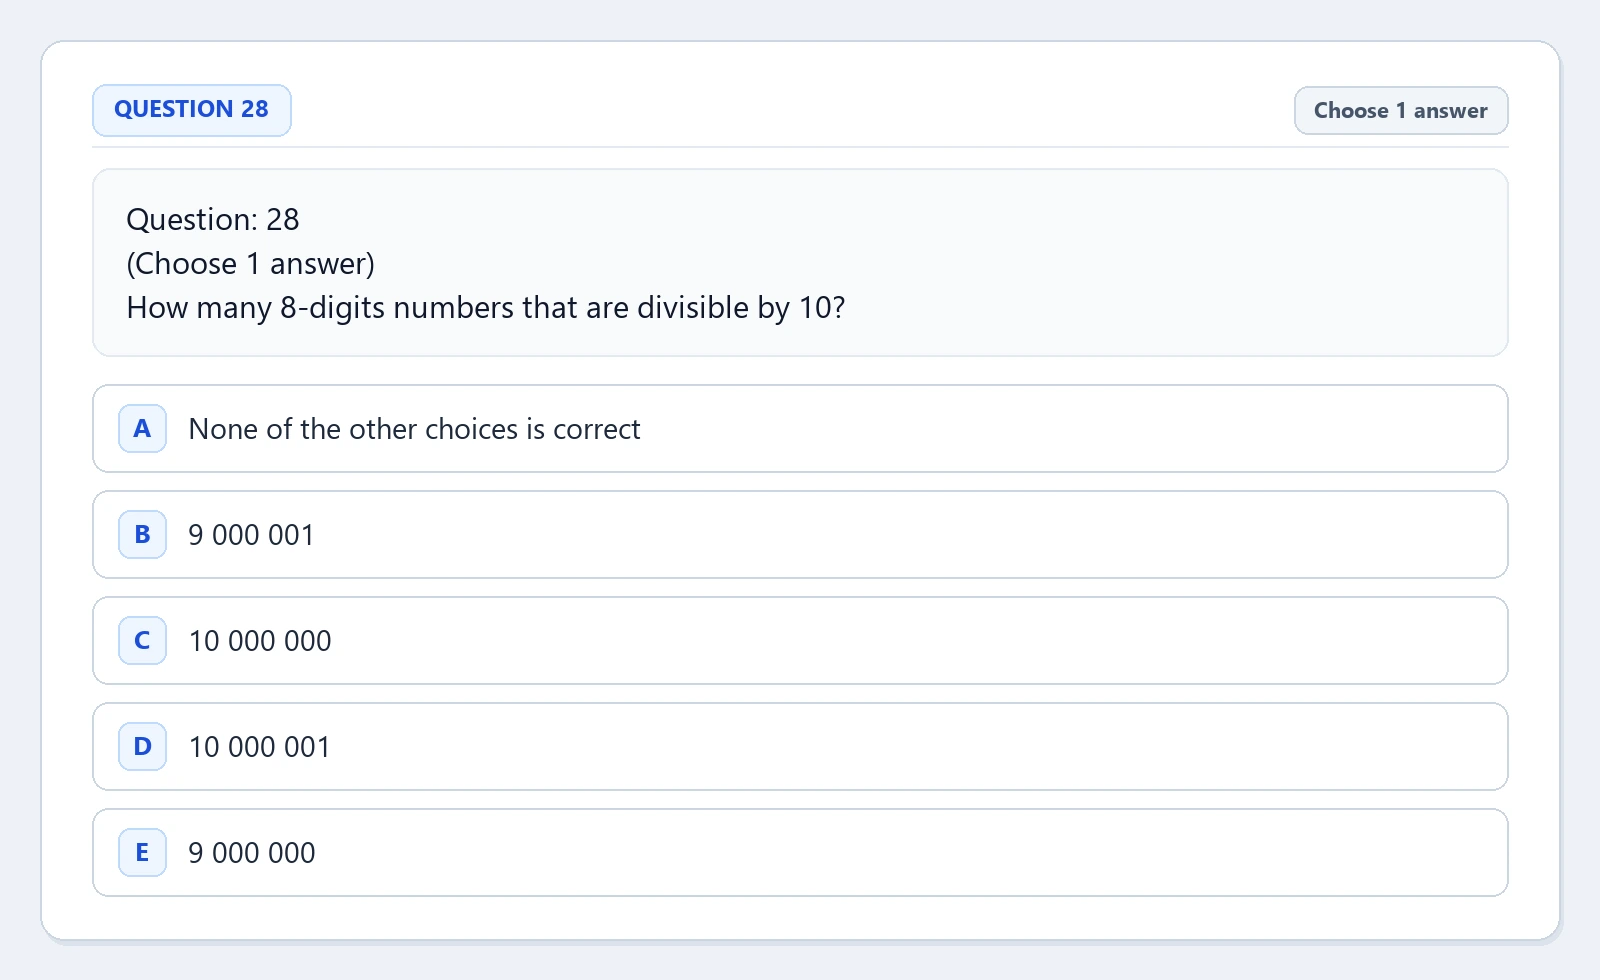 QUESTION 28
Choose 1 answer
Question: 28
(Choose 1 answer)
How many 8-digits numbers that are divisible by 10?
A None of the other choices is correct
B 9 000 001
C 10 000 000
D 10 000 001
E 9 000 000